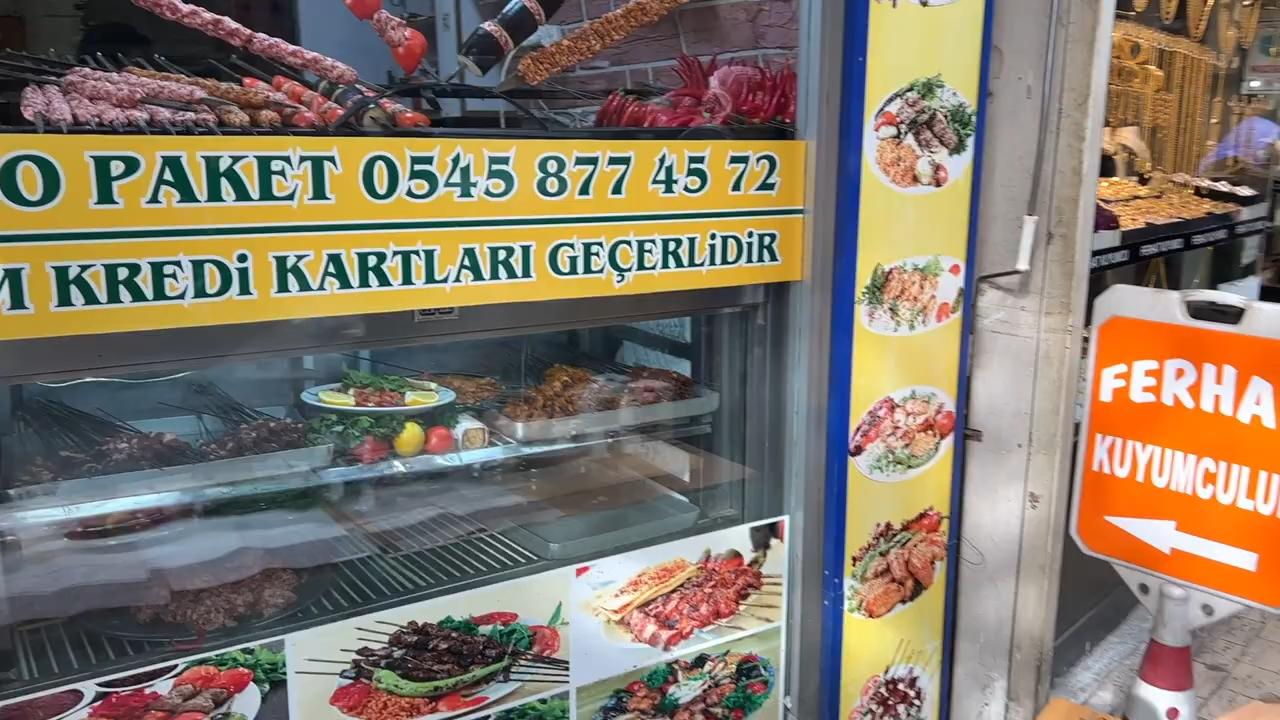 O PAKET 0545 877 45 72
M KREDİ KARTLARI GEÇERLİDİR
FERHA
KUYUMCULU